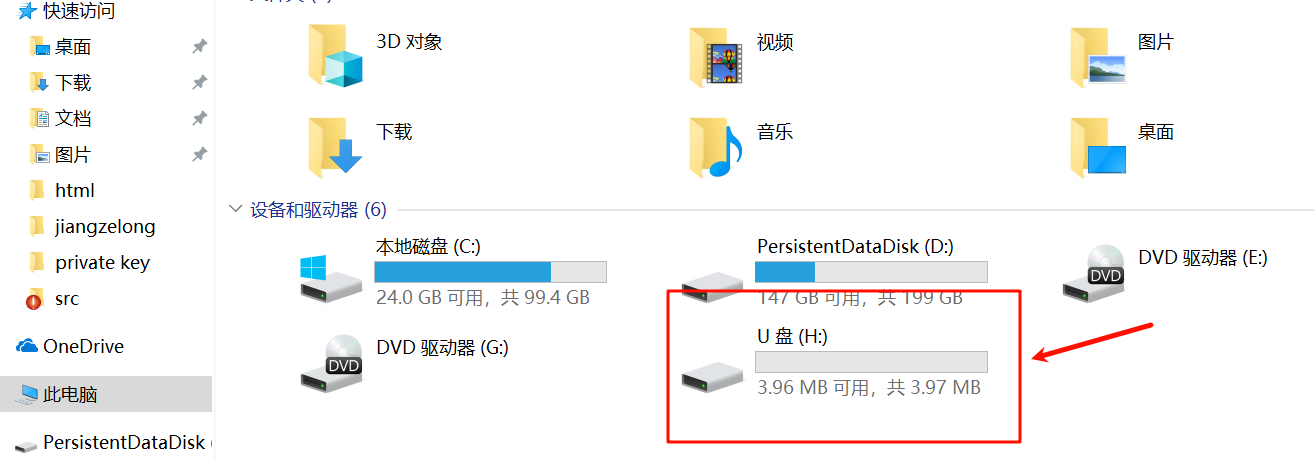 快速访问
桌面
下载
文档
图片
html
jiangzelong
private key
src
OneDrive
此电脑
PersistentDataDisk (
3D 对象
视频
图片
下载
音乐
桌面
设备和驱动器 (6)
本地磁盘 (C:)
24.0 GB 可用，共 99.4 GB
PersistentDataDisk (D:)
147 GB 可用，共 199 GB
DVD 驱动器 (E:)
DVD
DVD 驱动器 (G:)
DVD
U 盘 (H:)
3.96 MB 可用，共 3.97 MB